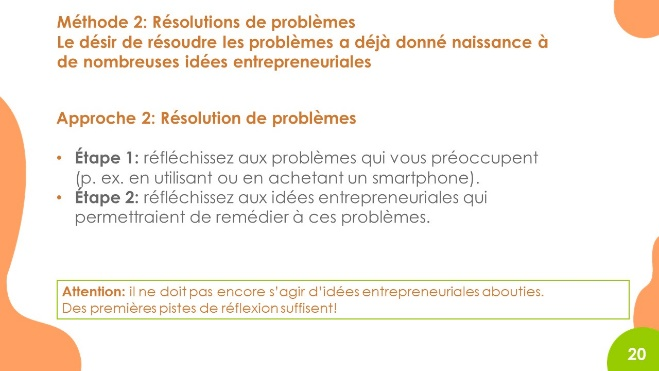 Méthode 2: Résolutions de problèmes
Le désir de résoudre les problèmes a déjà donné naissance à
de nombreuses idées entrepreneuriales
Approche 2: Résolution de problèmes
• Étape 1: réfléchissez aux problèmes qui vous préoccupent
(p. ex. en utilisant ou en achetant un smartphone).
• Étape 2: réfléchissez aux idées entrepreneuriales qui
permettraient de remédier à ces problèmes.
Attention: il ne doit pas encore s'agir d'idées entrepreneuriales abouties.
Des premières pistes de réflexion suffisent!
20